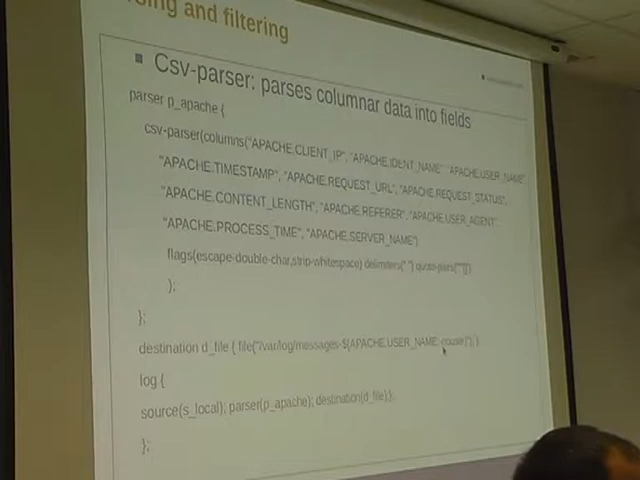 and filtering
Csv-parser: parses columnar data into fields
parser p_apache {
csv-parser(columns("APACHE.CLIENT_IP", "APACHE.IDENT_NAME" "APACHE.USER_NAME"
"APACHE.TIMESTAMP", "APACHE.REQUEST_URL", "APACHE.REQUEST_STATUS",
"APACHE.CONTENT_LENGTH", "APACHE.REFERER", "APACHE.USER_AGENT"
"APACHE.PROCESS_TIME", "APACHE.SERVER_NAME")
flags(escape-double-char,strip-whitespace) delimiters(" ") quote-pairs('""[]')
);
};
destination d_file { file("/var/log/messages-${APACHE.USER_NAME:-nouser}"); }
log {
source(s_local); parser(p_apache); destination(d_file);};
};